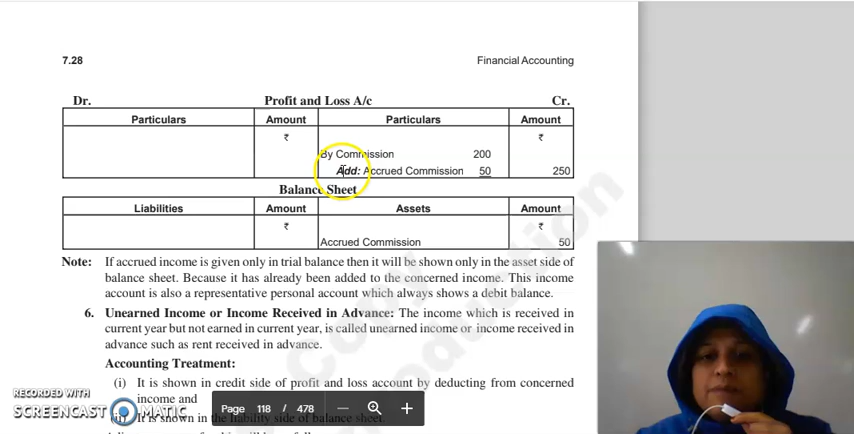 7.28 Financial Accounting
Dr. Profit and Loss A/c Cr.
Particulars Amount Particulars Amount
₹ ₹
By Commission 200
Add: Accrued Commission 50 250
Balance Sheet
Liabilities Amount Assets Amount
₹ ₹
Accrued Commission 50
Note: If accrued income is given only in trial balance then it will be shown only in the asset side of
balance sheet. Because it has already been added to the concerned income. This income
account is also a representative personal account which always shows a debit balance.
6. Unearned Income or Income Received in Advance: The income which is received in
current year but not earned in current year, is called unearned income or income received in
advance such as rent received in advance.
Accounting Treatment:
(i) It is shown in credit side of profit and loss account by deducting from concerned
income and
(ii) It is shown in the liability side of balance sheet.
RECORDED WITH
SCREENCAST MATIC
Page 118 / 478